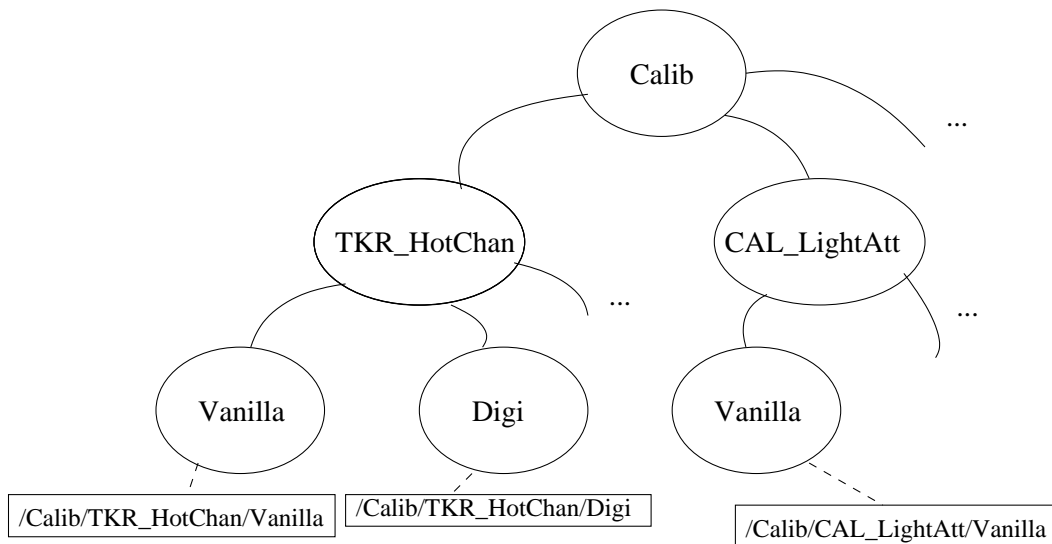 Calib
...
TKR_HotChan
CAL_LightAtt
...
...
Vanilla
Digi
Vanilla
/Calib/TKR_HotChan/Vanilla
/Calib/TKR_HotChan/Digi
/Calib/CAL_LightAtt/Vanilla